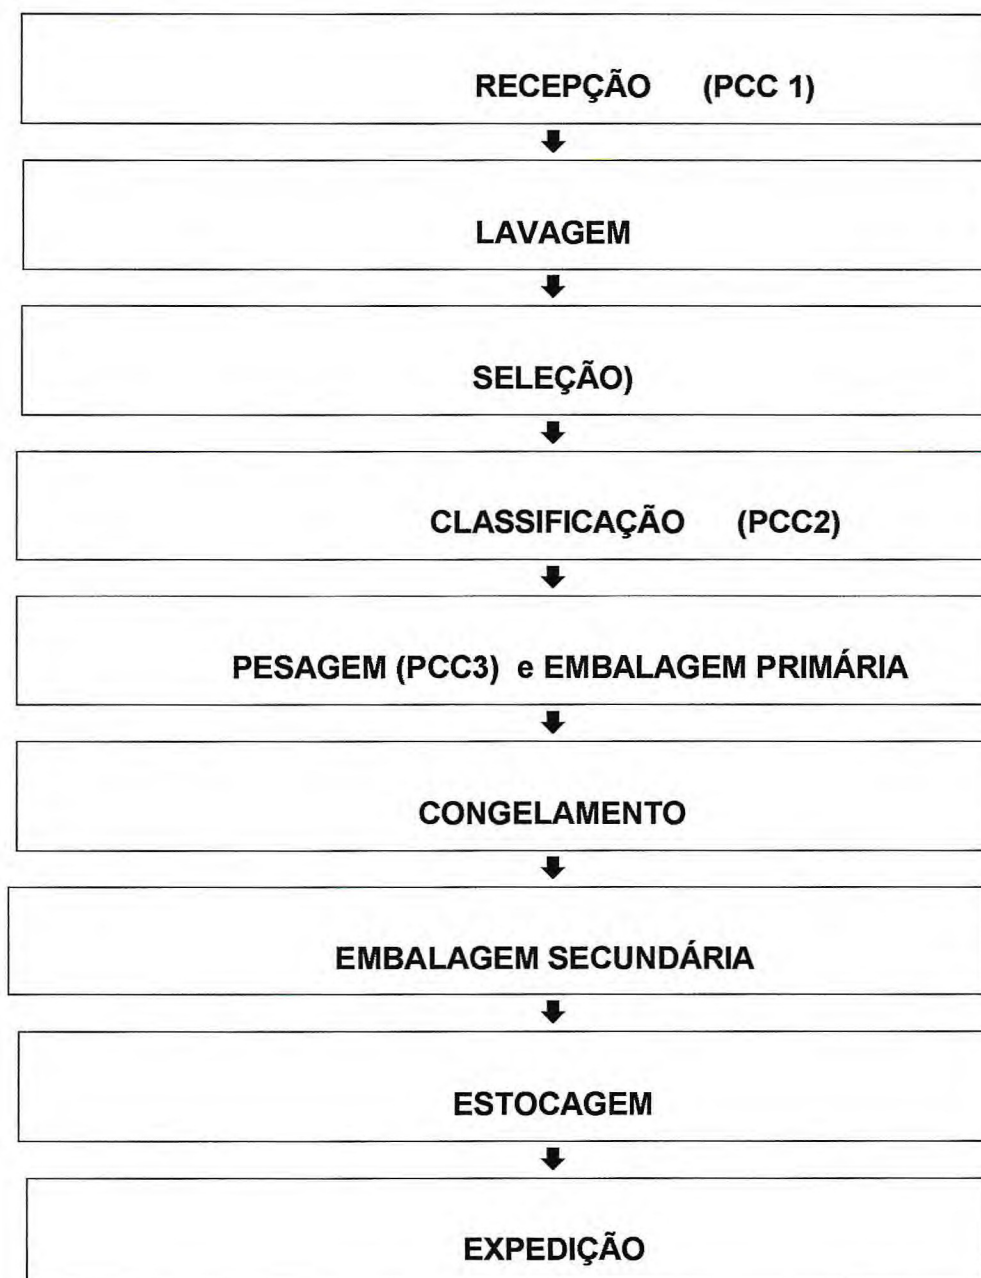 RECEPÇÃO (PCC 1)
LAVAGEM
SELEÇÃO)
CLASSIFICAÇÃO (PCC2)
PESAGEM (PCC3) e EMBALAGEM PRIMÁRIA
CONGELAMENTO
EMBALAGEM SECUNDÁRIA
ESTOCAGEM
EXPEDIÇÃO